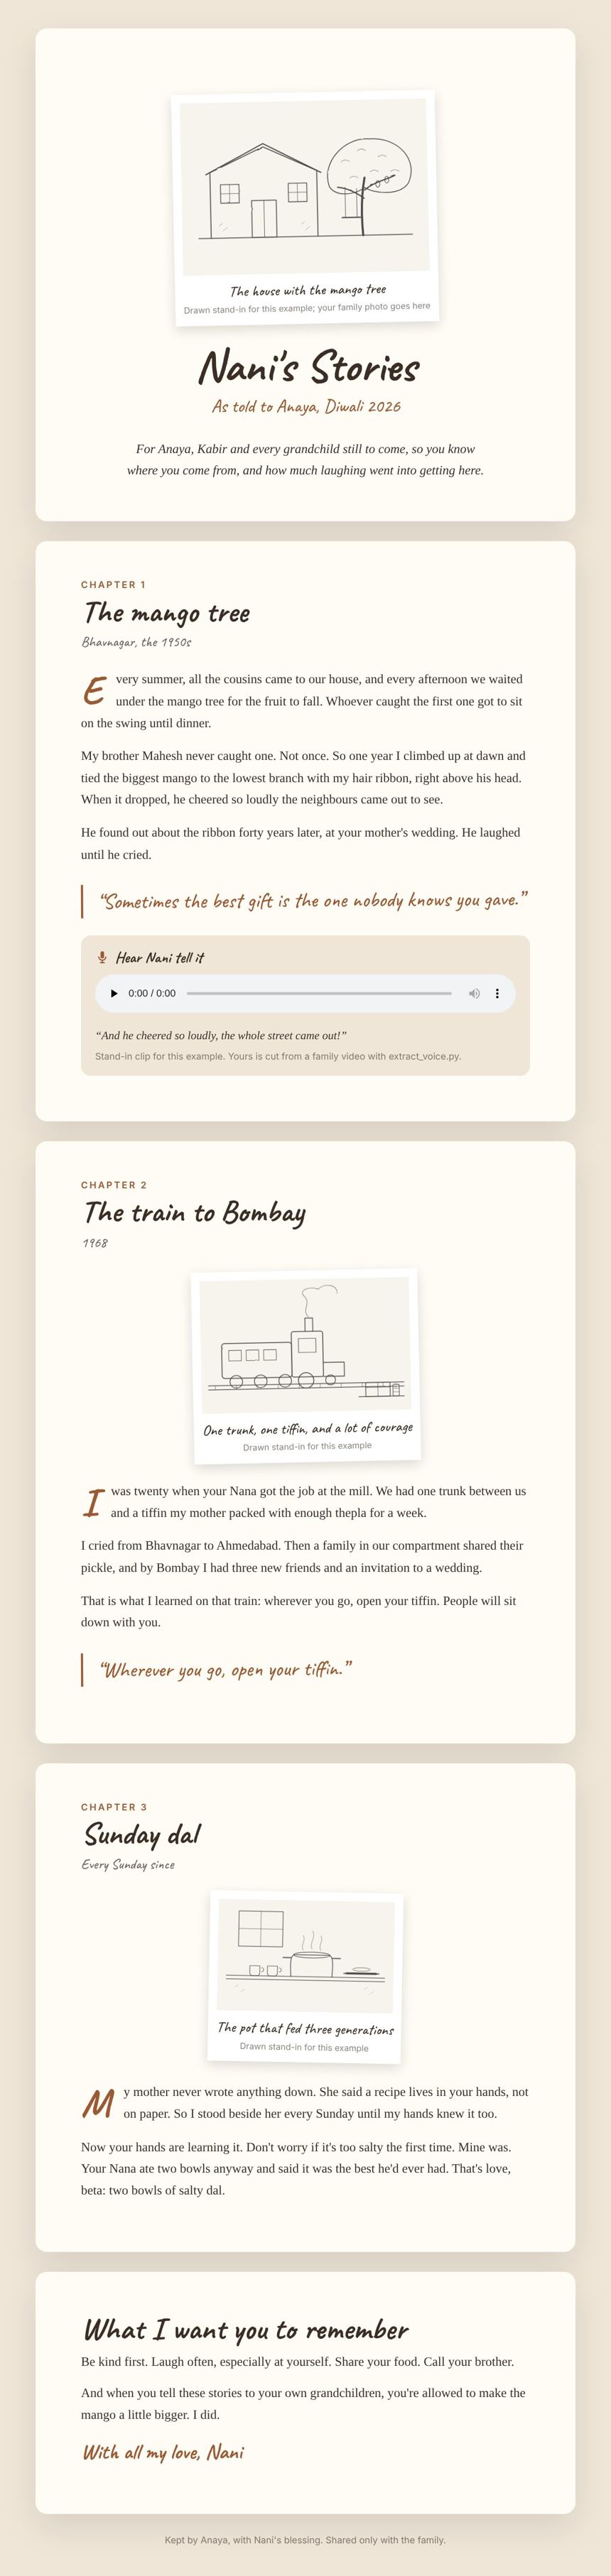 The house with the mango tree
Drawn stand-in for this example; your family photo goes here
Nani's Stories
As told to Anaya, Diwali 2026
For Anaya, Kabir and every grandchild still to come, so you know
where you come from, and how much laughing went into getting here.
CHAPTER 1
The mango tree
Bhavnagar, the 1950s
Every summer, all the cousins came to our house, and every afternoon we waited
under the mango tree for the fruit to fall. Whoever caught the first one got to sit
on the swing until dinner.
My brother Mahesh never caught one. Not once. So one year I climbed up at dawn and
tied the biggest mango to the lowest branch with my hair ribbon, right above his head.
When it dropped, he cheered so loudly the neighbours came out to see.
He found out about the ribbon forty years later, at your mother's wedding. He laughed
until he cried.
“Sometimes the best gift is the one nobody knows you gave.”
Hear Nani tell it
0:00 / 0:00
“And he cheered so loudly, the whole street came out!”
Stand-in clip for this example. Yours is cut from a family video with extract_voice.py.
CHAPTER 2
The train to Bombay
1968
One trunk, one tiffin, and a lot of courage
Drawn stand-in for this example
I was twenty when your Nana got the job at the mill. We had one trunk between us
and a tiffin my mother packed with enough thepla for a week.
I cried from Bhavnagar to Ahmedabad. Then a family in our compartment shared their
pickle, and by Bombay I had three new friends and an invitation to a wedding.
That is what I learned on that train: wherever you go, open your tiffin. People will sit
down with you.
“Wherever you go, open your tiffin.”
CHAPTER 3
Sunday dal
Every Sunday since
The pot that fed three generations
Drawn stand-in for this example
My mother never wrote anything down. She said a recipe lives in your hands, not
on paper. So I stood beside her every Sunday until my hands knew it too.
Now your hands are learning it. Don't worry if it's too salty the first time. Mine was.
Your Nana ate two bowls anyway and said it was the best he'd ever had. That's love,
beta: two bowls of salty dal.
What I want you to remember
Be kind first. Laugh often, especially at yourself. Share your food. Call your brother.
And when you tell these stories to your own grandchildren, you're allowed to make the
mango a little bigger. I did.
With all my love, Nani
Kept by Anaya, with Nani's blessing. Shared only with the family.